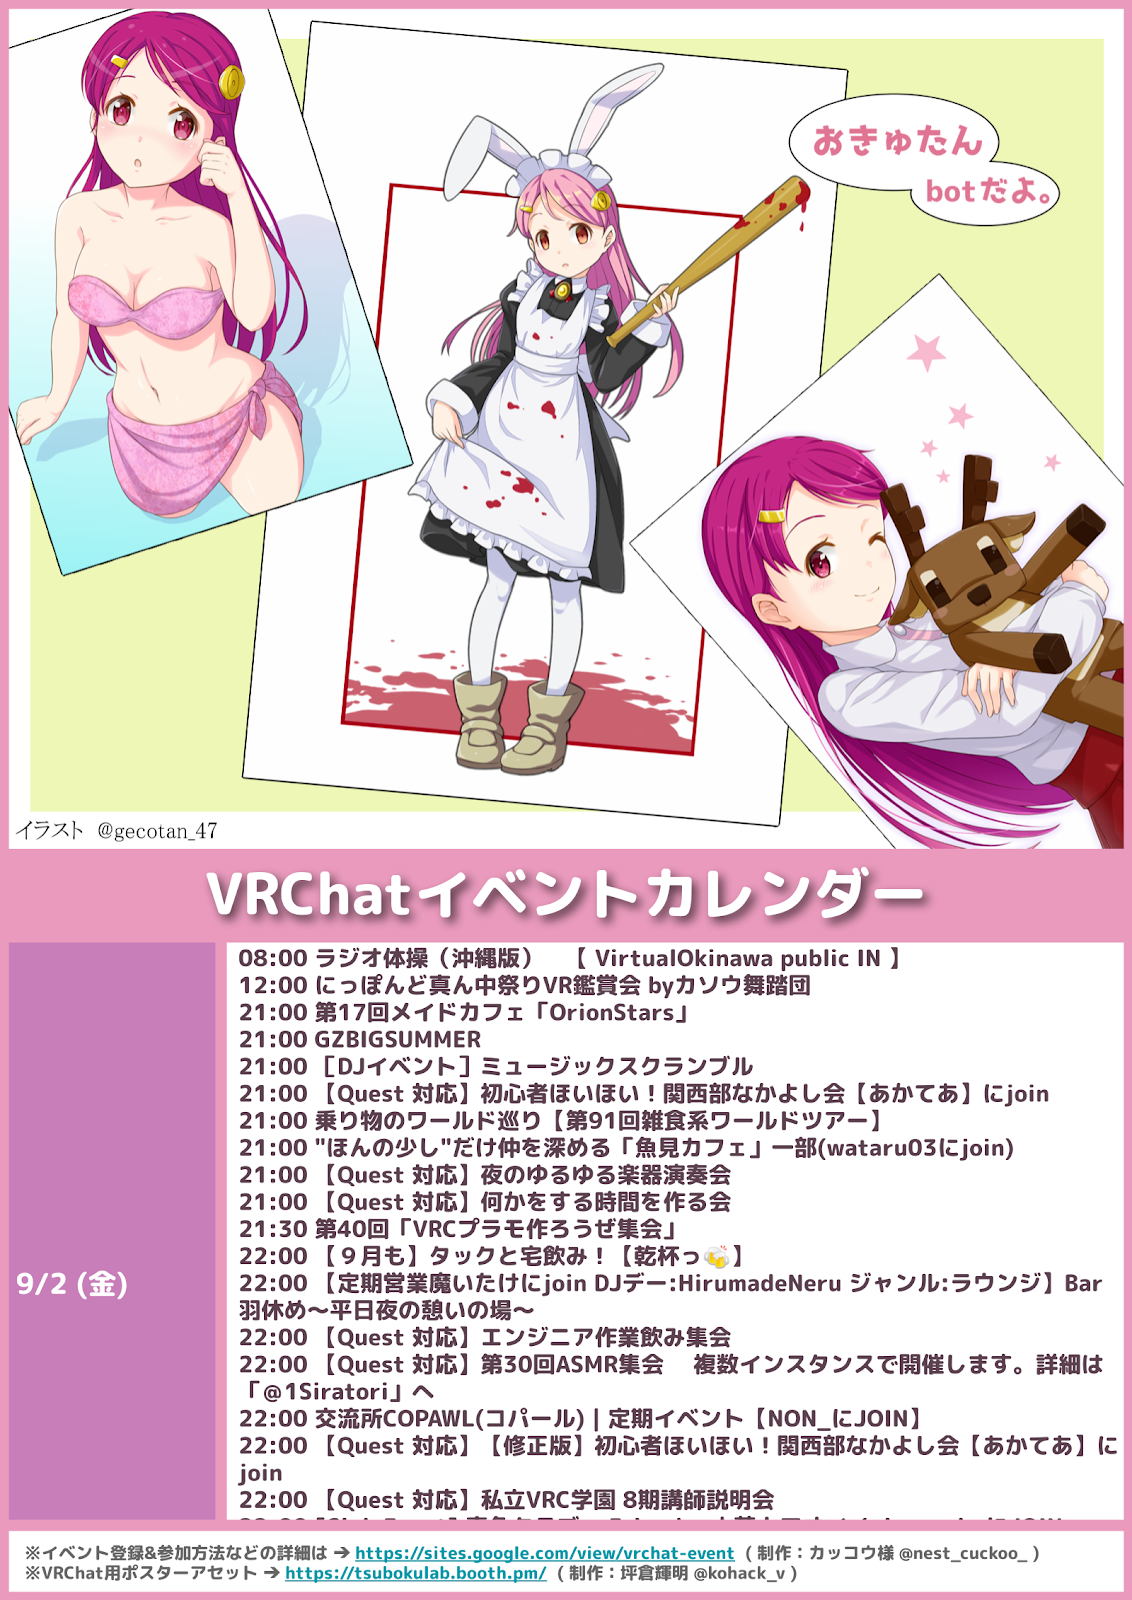 おきゅたん
botだよ。
イラスト @gecotan_47
VRChatイベントカレンダー
9/2 (金)
08:00 ラジオ体操（沖縄版）　【 VirtualOkinawa public IN 】
12:00 にっぽんど真ん中祭りVR鑑賞会 byカソウ舞踏団
21:00 第17回メイドカフェ「OrionStars」
21:00 GZBIGSUMMER
21:00 ［DJイベント］ミュージックスクランブル
21:00 【Quest 対応】初心者ほいほい！関西部なかよし会【あかてあ】にjoin
21:00 乗り物のワールド巡り【第91回雑食系ワールドツアー】
21:00 "ほんの少し"だけ仲を深める「魚見カフェ」一部(wataru03にjoin)
21:00 【Quest 対応】夜のゆるゆる楽器演奏会
21:00 【Quest 対応】何かをする時間を作る会
21:30 第40回「VRCプラモ作ろうぜ集会」
22:00 【９月も】タックと宅飲み！【乾杯っ🍻】
22:00 【定期営業魔いたけにjoin DJデー:HirumadeNeru ジャンル:ラウンジ】Bar
羽休め～平日夜の憩いの場～
22:00 【Quest 対応】エンジニア作業飲み集会
22:00 【Quest 対応】第30回ASMR集会　複数インスタンスで開催します。詳細は
「@1Siratori」へ
22:00 交流所COPAWL(コパール) | 定期イベント【NON_にJOIN】
22:00 【Quest 対応】【修正版】初心者ほいほい！関西部なかよし会【あかてあ】に
join
22:00 【Quest 対応】私立VRC学園 8期講師説明会
※イベント登録&参加方法などの詳細は → https://sites.google.com/view/vrchat-event （ 制作：カッコウ様 @nest_cuckoo_ ）
※VRChat用ポスターアセット → https://tsubokulab.booth.pm/ （ 制作：坪倉輝明 @kohack_v ）